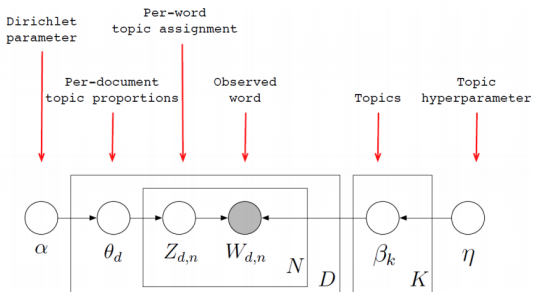 Dirichlet
parameter
Per-word
topic assignment
Per-document
topic proportions
Observed
word
Topics
Topic
hyperparameter
α
θd
Zd,n
Wd,n
N
D
βk
K
η